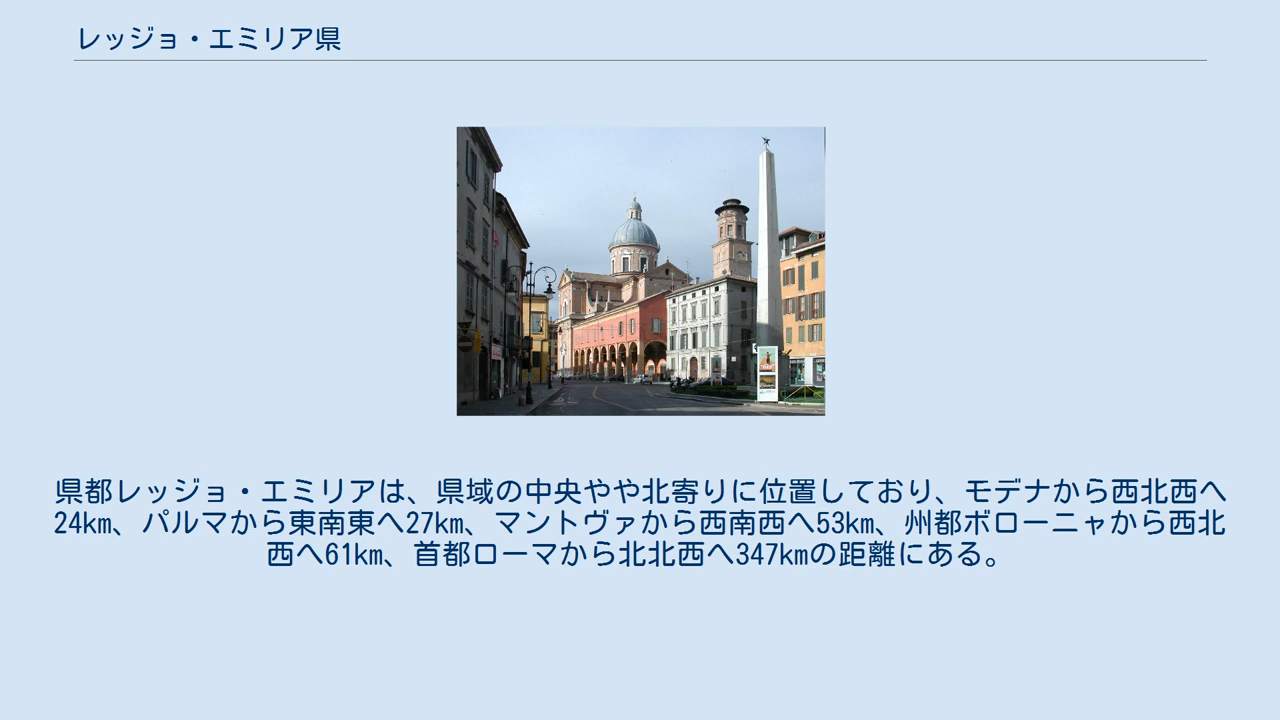 レッジョ・エミリア県
県都レッジョ・エミリアは、県域の中央やや北寄りに位置しており、モデナから西北西へ
24km、パルマから東南東へ27km、マントヴァから西南西へ53km、州都ボローニャから西北
西へ61km、首都ローマから北北西へ347kmの距離にある。